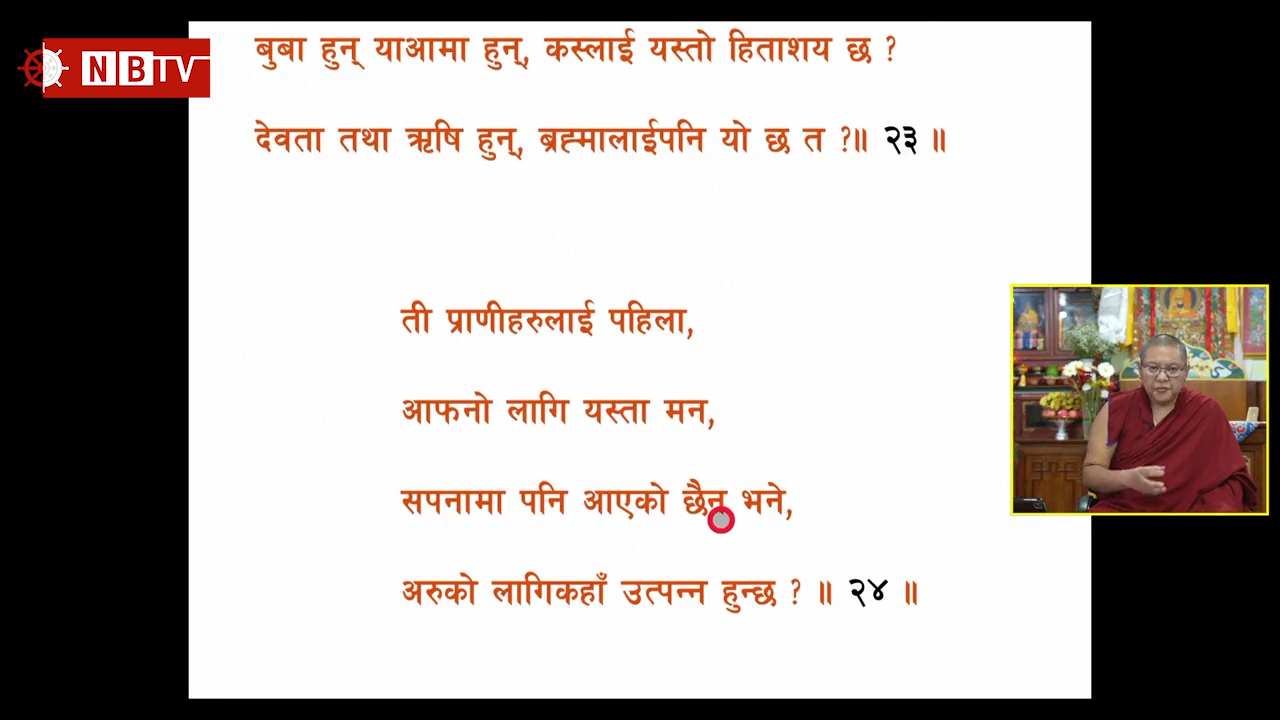 NBTV
बुबा हुन् याआमा हुन्, कस्लाई यस्तो हिताशय छ ?
देवता तथा ऋषि हुन्, ब्रह्मालाईपनि यो छ त ?॥ २३ ॥
ती प्राणीहरुलाई पहिला,
आफनो लागि यस्ता मन,
सपनामा पनि आएको छैन भने,
अरुको लागिकहाँ उत्पन्न हुन्छ ? ॥ २४ ॥